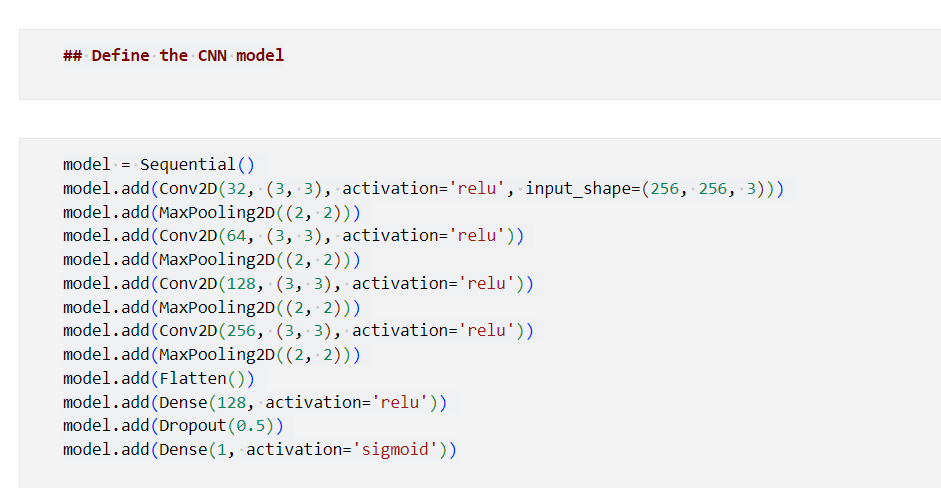 ## Define the CNN model
model = Sequential()
model.add(Conv2D(32, (3, 3), activation='relu', input_shape=(256, 256, 3)))
model.add(MaxPooling2D((2, 2)))
model.add(Conv2D(64, (3, 3), activation='relu'))
model.add(MaxPooling2D((2, 2)))
model.add(Conv2D(128, (3, 3), activation='relu'))
model.add(MaxPooling2D((2, 2)))
model.add(Conv2D(256, (3, 3), activation='relu'))
model.add(MaxPooling2D((2, 2)))
model.add(Flatten())
model.add(Dense(128, activation='relu'))
model.add(Dropout(0.5))
model.add(Dense(1, activation='sigmoid'))